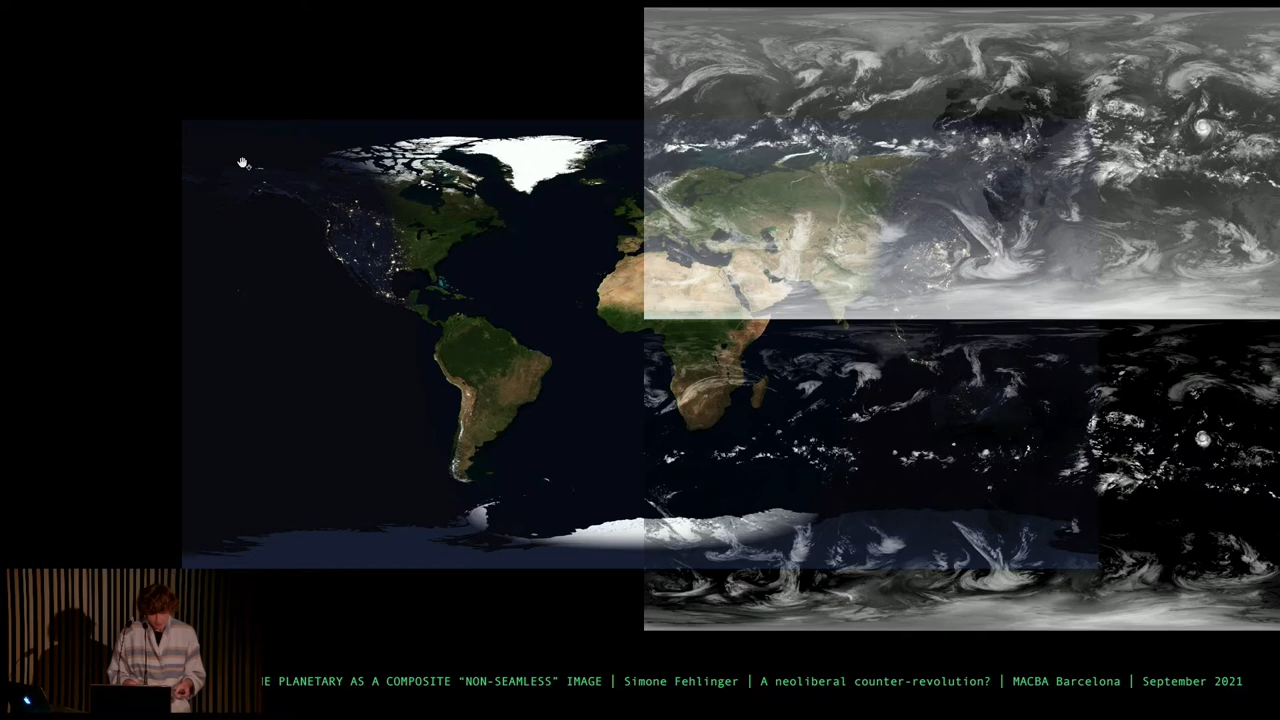 PLANETARY AS A COMPOSITE “NON-SEAMLESS” IMAGE | Simone Fehlinger | A neoliberal counter-revolution? | MACBA Barcelona | September 2021